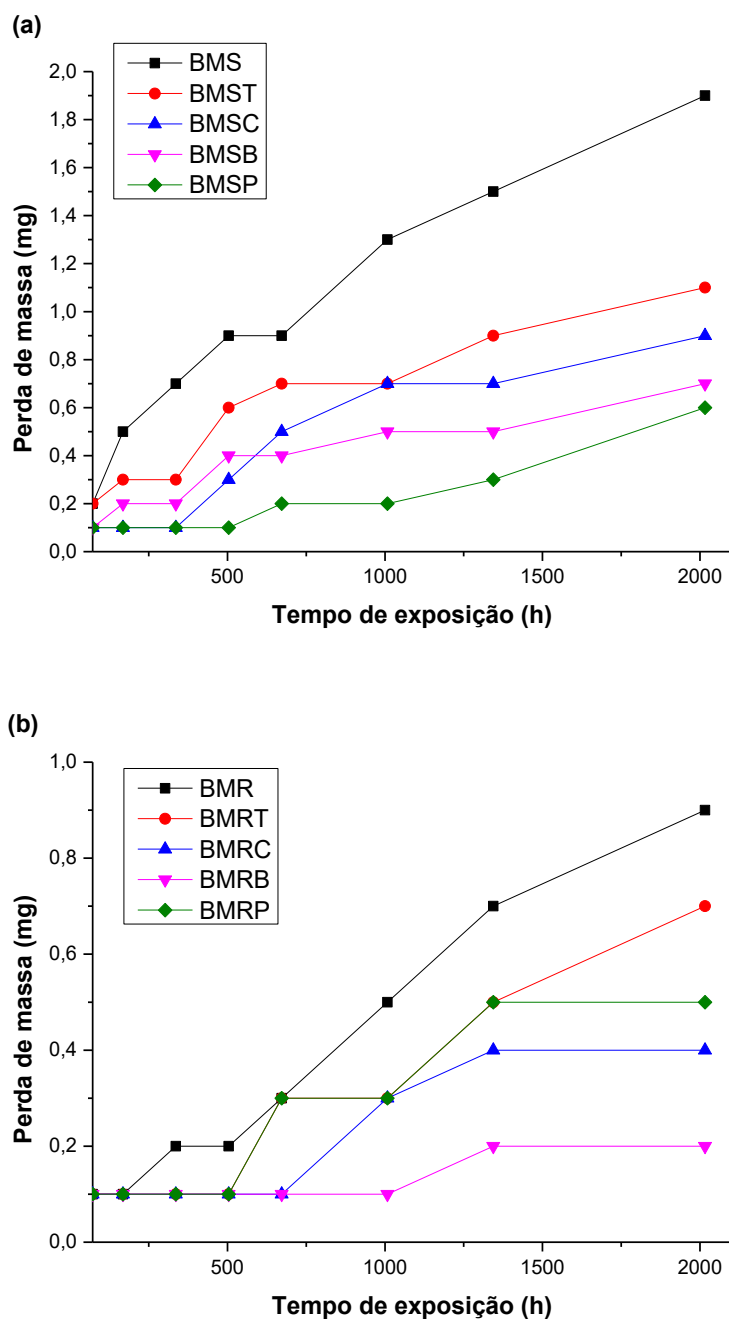 (a)
BMS
BMST
BMSC
BMSB
BMSP
2,0
1,8
1,6
1,4
1,2
1,0
0,8
0,6
0,4
0,2
0,0
Perda de massa (mg)
500 1000 1500 2000
Tempo de exposição (h)
(b)
BMR
BMRT
BMRC
BMRB
BMRP
1,0
0,8
0,6
0,4
0,2
0,0
Perda de massa (mg)
500 1000 1500 2000
Tempo de exposição (h)